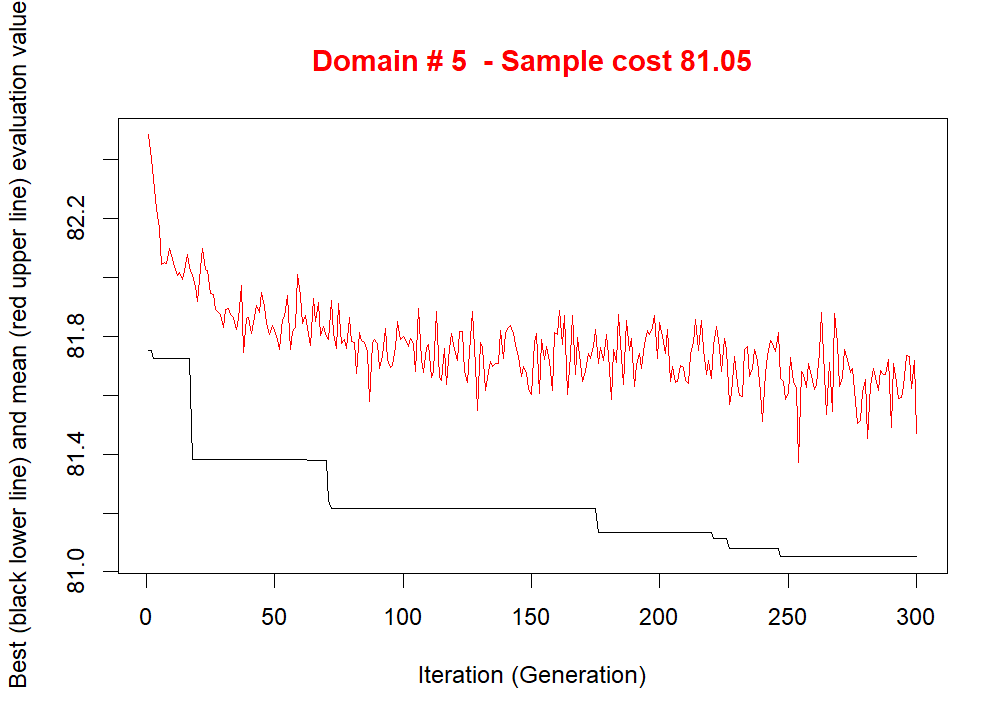 Domain # 5  - Sample cost 81.05
Best (black lower line) and mean (red upper line) evaluation value
82.2
81.8
81.4
81.0
0 50 100 150 200 250 300
Iteration (Generation)